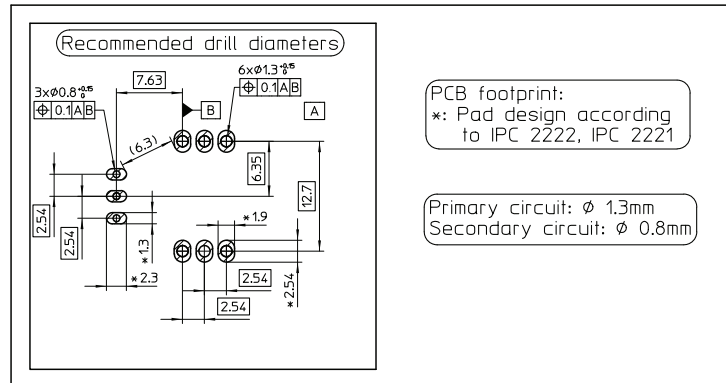 Recommended drill diameters
3xØ0.8 +0.15 0
⌖ 0.1 A B
7.63
6xØ1.3 +0.15 0
⌖ 0.1 A B
B
A
(6.3)
6.35
12.7
2.54
2.54
* 1.3
* 1.9
* 2.3
2.54
2.54
* 2.54
PCB footprint:
*: Pad design according
to IPC 2222, IPC 2221
Primary circuit: Ø 1.3mm
Secondary circuit: Ø 0.8mm